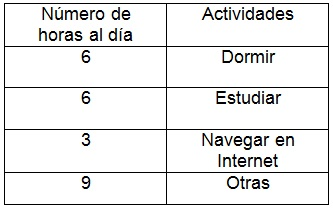 Número de Actividades
horas al día
6 Dormir
6 Estudiar
3 Navegar en
Internet
9 Otras